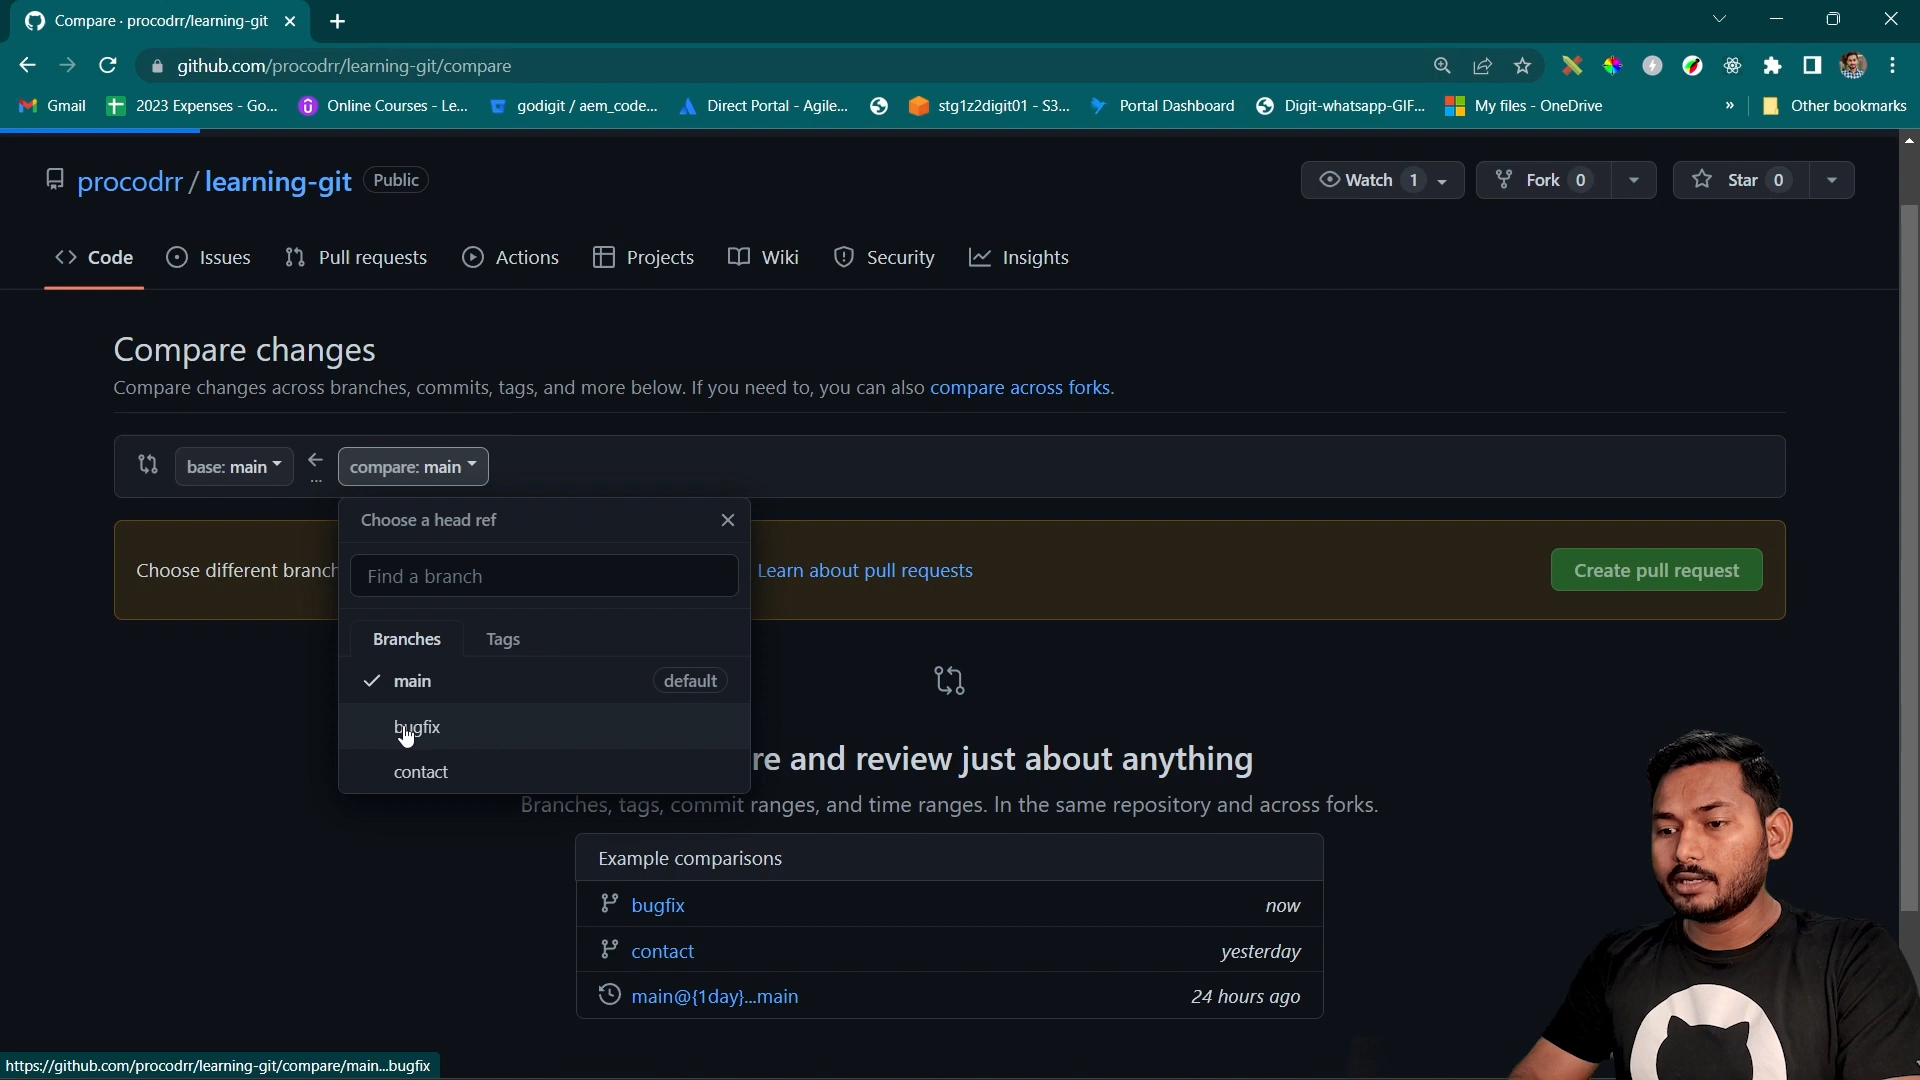 Compare · procodrr/learning-git
github.com/procodrr/learning-git/compare
Gmail
2023 Expenses - Go...
Online Courses - Le...
godigit / aem_code...
Direct Portal - Agile...
stg1z2digit01 - S3...
Portal Dashboard
Digit-whatsapp-GIF...
My files - OneDrive
»
Other bookmarks
procodrr / learning-git Public
Watch 1
Fork 0
Star 0
Code
Issues
Pull requests
Actions
Projects
Wiki
Security
Insights
Compare changes
Compare changes across branches, commits, tags, and more below. If you need to, you can also compare across forks.
base: main
...
compare: main
Choose a head ref
Choose different branch
Find a branch
Learn about pull requests
Create pull request
Branches Tags
main default
bugfix
contact
re and review just about anything
Branches, tags, commit ranges, and time ranges. In the same repository and across forks.
Example comparisons
bugfix now
contact yesterday
main@{1day}...main 24 hours ago
https://github.com/procodrr/learning-git/compare/main...bugfix